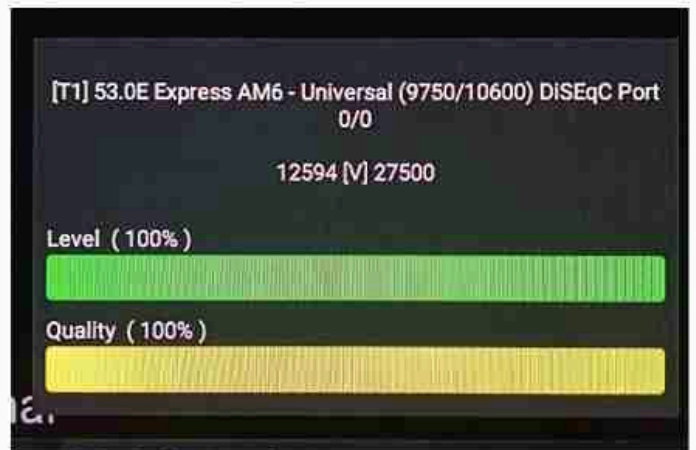 [T1] 53.0E Express AM6 - Universal (9750/10600) DiSEqC Port
0/0
12594 [V] 27500
Level ( 100% )
Quality ( 100% )